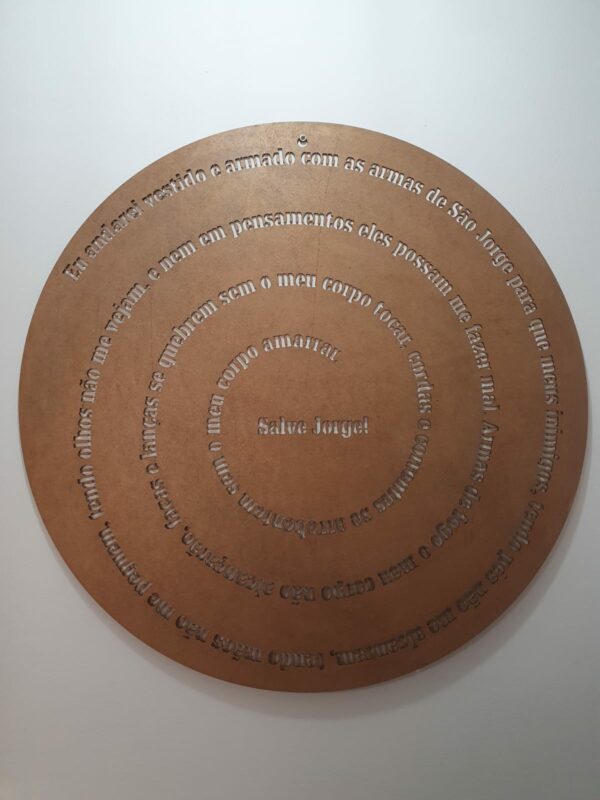 Eu andarei vestido e armado com as armas de São Jorge para que meus inimigos, tendo pés não me alcancem, tendo mãos não me peguem, tendo olhos não me vejam, e nem em pensamentos eles possam me fazer mal. Armas de fogo o meu corpo não alcançarão, facas e lanças se quebrem sem o meu corpo tocar, cordas e correntes se arrebentem sem o meu corpo amarrar
Salve Jorge!